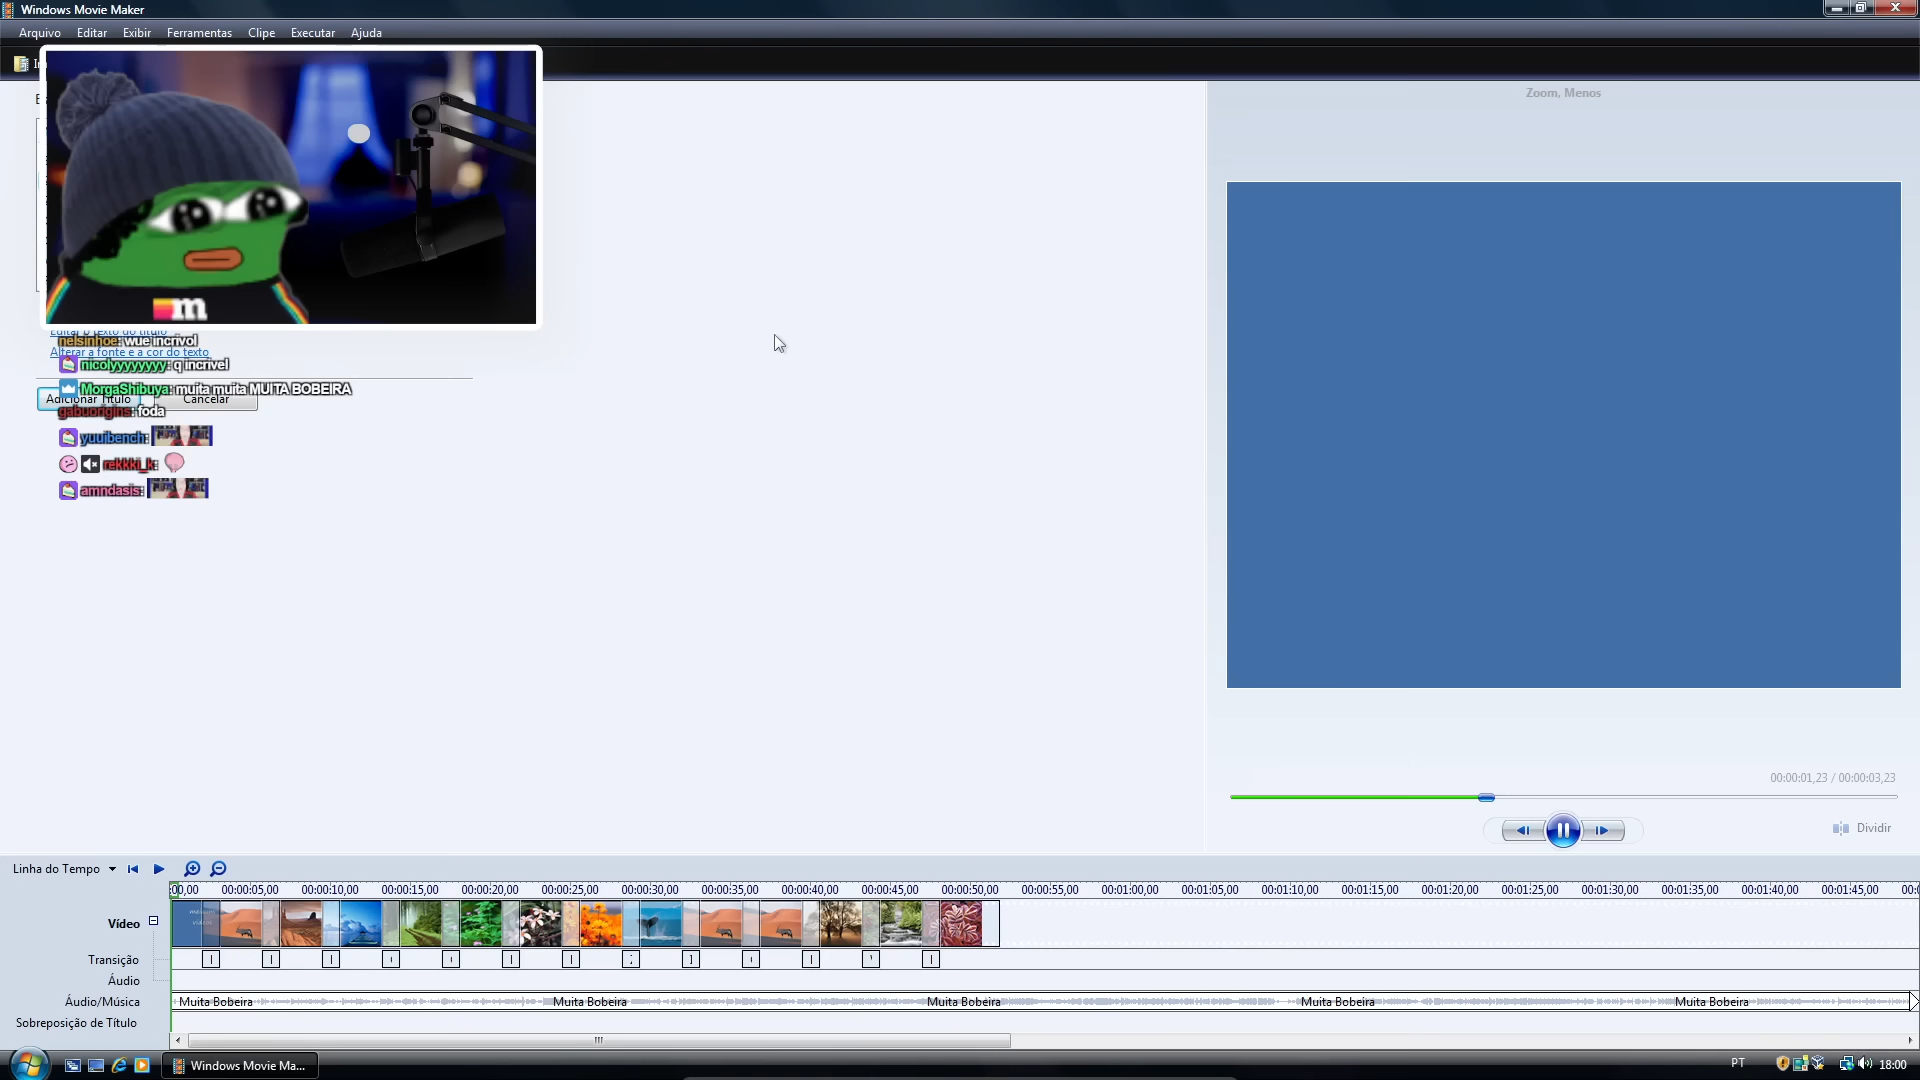 Windows Movie Maker
Arquivo Editar Exibir Ferramentas Clipe Executar Ajuda
m
Editar o texto do título
nelsinhoe: wue incrivol
Alterar a fonte e a cor do texto
nicolyyyyyyy: q incrivel
MorgaShibuya: muita muita MUITA BOBEIRA
Adicionar Título Cancelar
gabuorigins: foda
yuuibench:
rekkki_k:
amndasis:
Zoom, Menos
00:00:01,23 / 00:00:03,23
Dividir
Linha do Tempo
:00,00 00:00:05,00 00:00:10,00 00:00:15,00 00:00:20,00 00:00:25,00 00:00:30,00 00:00:35,00 00:00:40,00 00:00:45,00 00:00:50,00 00:00:55,00 00:01:00,00 00:01:05,00 00:01:10,00 00:01:15,00 00:01:20,00 00:01:25,00 00:01:30,00 00:01:35,00 00:01:40,00 00:01:45,00
Vídeo
Transição
Áudio
Áudio/Música Muita Bobeira Muita Bobeira Muita Bobeira Muita Bobeira Muita Bobeira
Sobreposição de Título
Windows Movie Ma... PT 18:00